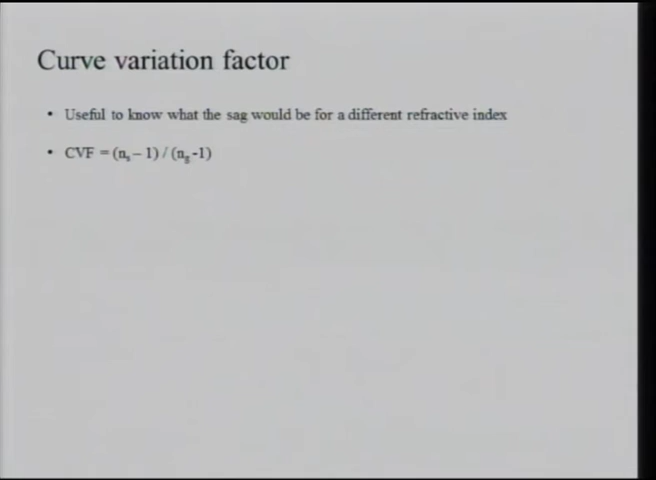 Curve variation factor
• Useful to know what the sag would be for a different refractive index
• CVF = (nₛ – 1) / (n_g -1)